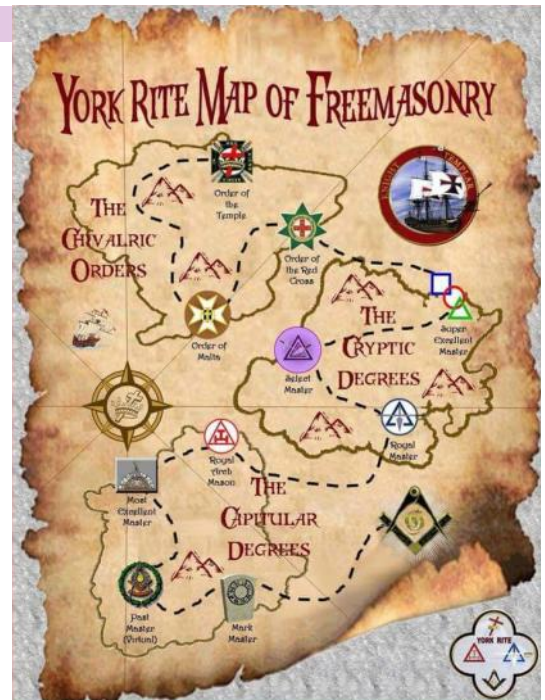 YORK RITE MAP OF FREEMASONRY
KNIGHT TEMPLAR
Order of
the
Temple
THE
CHIVALRIC
ORDERS
Order of
the Red
Cross
Order of
Malta
THE
CRYPTIC
DEGREES
Super
Excellent
Master
Select
Master
Royal
Master
Royal
Arch
Mason
THE
CAPITULAR
DEGREES
Most
Excellent
Master
Past
Master
(Virtual)
Mark
Master
G
YORK RITE